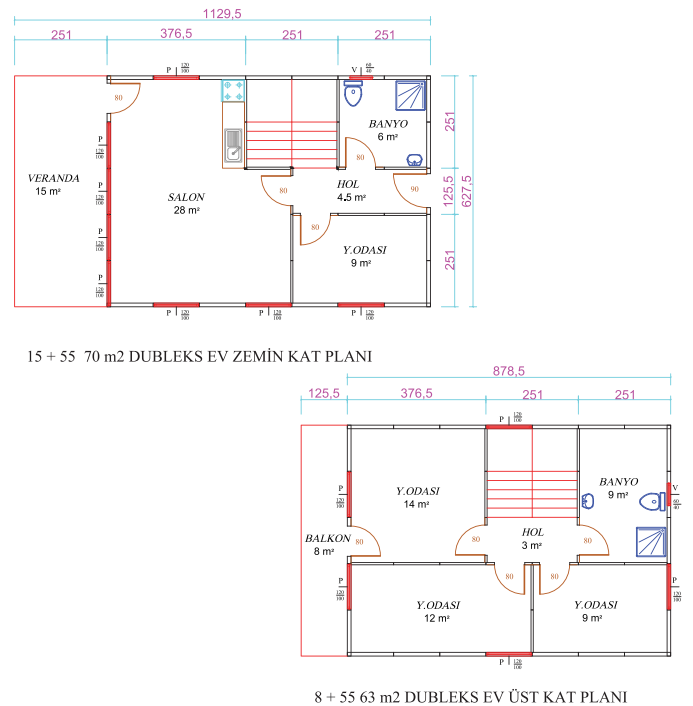 1129,5
251 376,5 251 251
P 120/100
V 60/40
80
BANYO
6 m²
251
P 120/100
80
VERANDA
15 m²
SALON
28 m²
80
HOL
4.5 m²
90
125,5
627,5
P 120/100
80
Y.ODASI
9 m²
251
P 120/100
P 120/100
P 120/100
P 120/100
P 120/100
15 + 55 70 m2 DUBLEKS EV ZEMİN KAT PLANI
878,5
125,5 376,5 251 251
P 120/100
Y.ODASI
14 m²
BANYO
9 m²
V 60/40
P 120/100
BALKON
8 m²
80
80
HOL
3 m²
80
80
80
P 120/100
P 120/100
Y.ODASI
12 m²
Y.ODASI
9 m²
P 120/100
8 + 55 63 m2 DUBLEKS EV ÜST KAT PLANI